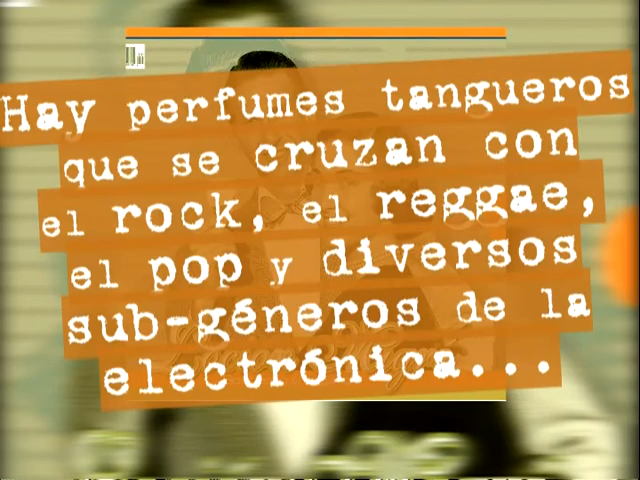 Hay perfumes tangueros
que se cruzan con
el rock, el reggae,
el pop y diversos
sub-géneros de la
electrónica...